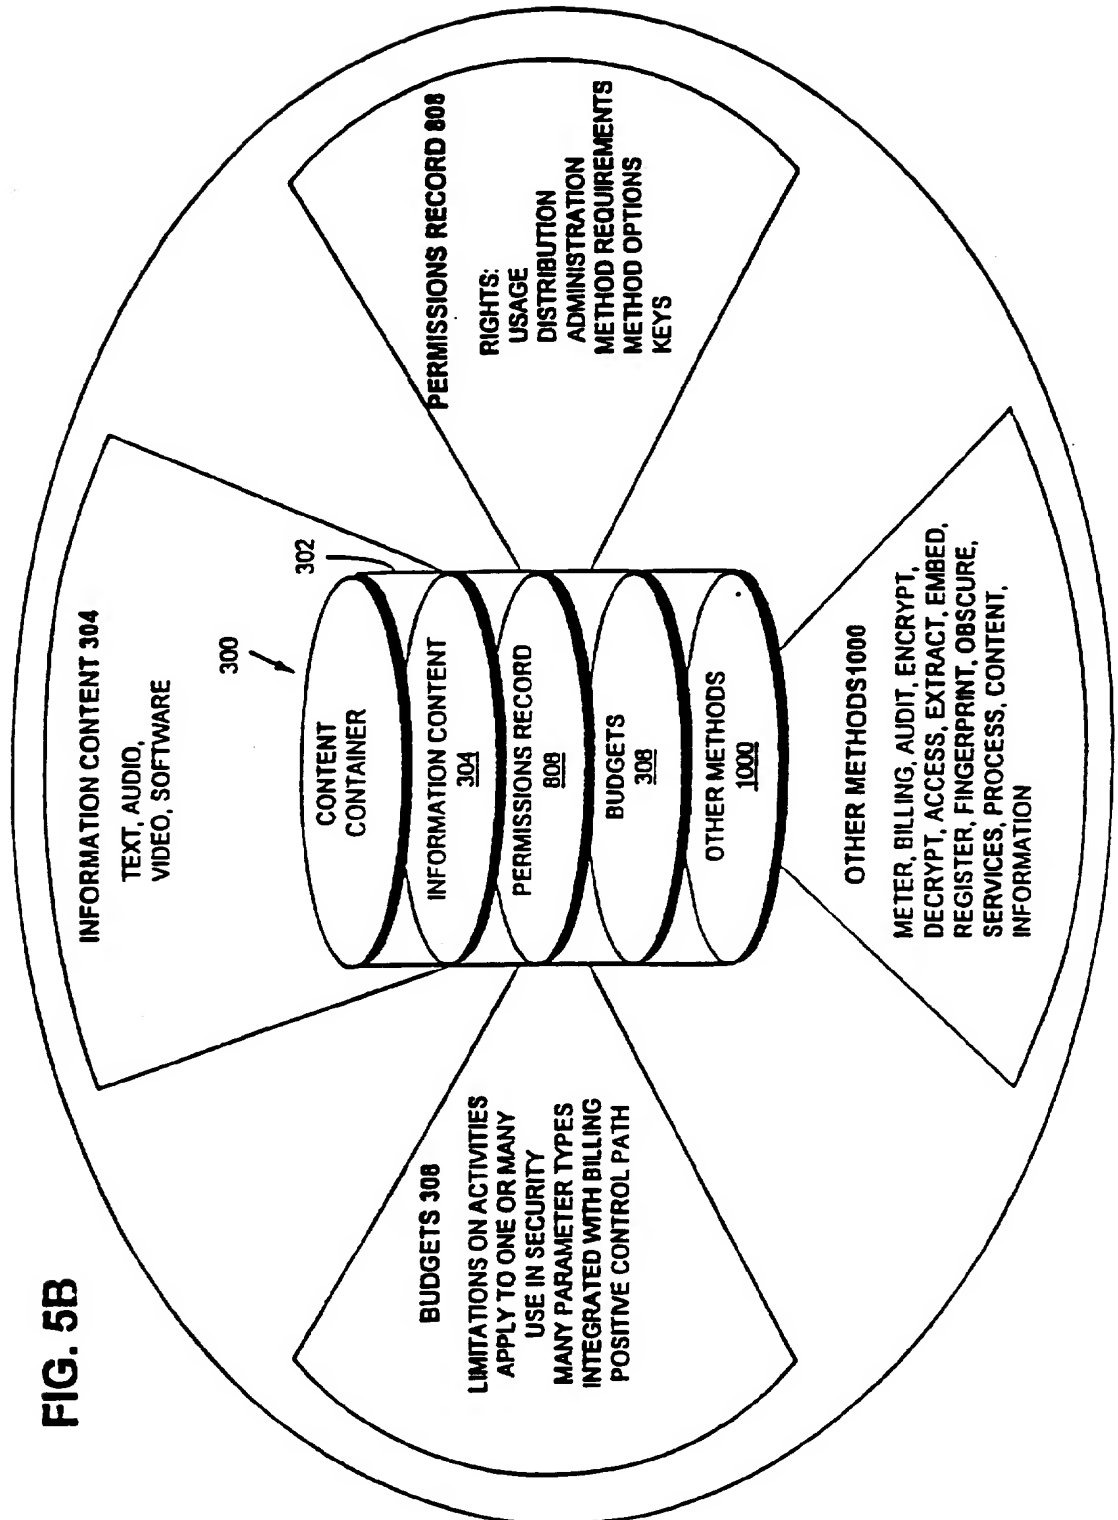 FIG. 5B
INFORMATION CONTENT 304
TEXT, AUDIO,
VIDEO, SOFTWARE
300
302
CONTENT
CONTAINER
INFORMATION CONTENT
304
PERMISSIONS RECORD
808
BUDGETS
308
OTHER METHODS
1000
BUDGETS 308
LIMITATIONS ON ACTIVITIES
APPLY TO ONE OR MANY
USE IN SECURITY
MANY PARAMETER TYPES
INTEGRATED WITH BILLING
POSITIVE CONTROL PATH
PERMISSIONS RECORD 808
RIGHTS:
USAGE
DISTRIBUTION
ADMINISTRATION
METHOD REQUIREMENTS
METHOD OPTIONS
KEYS
OTHER METHODS1000
METER, BILLING, AUDIT, ENCRYPT,
DECRYPT, ACCESS, EXTRACT, EMBED,
REGISTER, FINGERPRINT, OBSCURE,
SERVICES, PROCESS, CONTENT,
INFORMATION